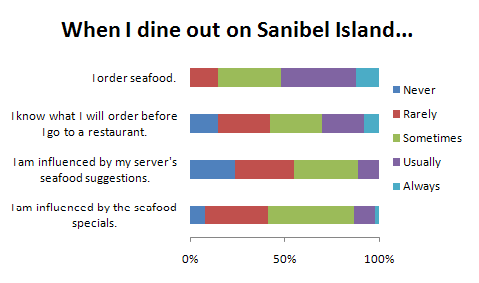 When I dine out on Sanibel Island...
I order seafood.
I know what I will order before
I go to a restaurant.
I am influenced by my server's
seafood suggestions.
I am influenced by the seafood
specials.
0%
50%
100%
Never
Rarely
Sometimes
Usually
Always